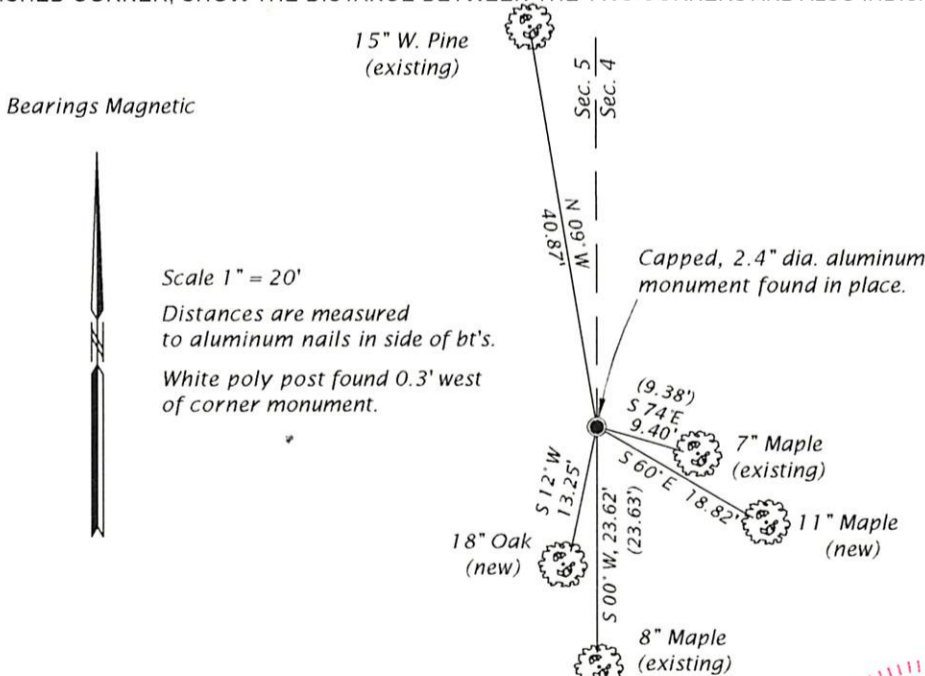 15" W. Pine
(existing)
Sec. 5
Sec. 4
Bearings Magnetic
N 09° W
40.87'
Scale 1" = 20'
Distances are measured
to aluminum nails in side of bt's.
White poly post found 0.3' west
of corner monument.
Capped, 2.4" dia. aluminum
monument found in place.
(9.38')
S 74°E
9.40'
7" Maple
(existing)
S 60°E 18.82'
11" Maple
(new)
S 12° W
13.25'
18" Oak
(new)
S 00° W, 23.62'
(23.63')
8" Maple
(existing)